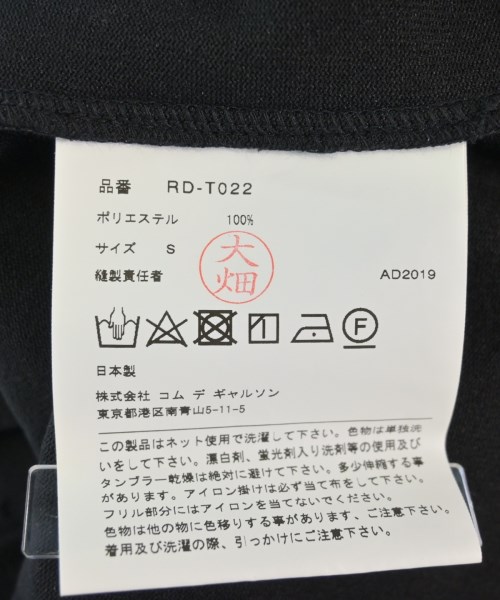 品番 RD-T022
ポリエステル 100%
サイズ S
大畑
縫製責任者 AD2019
F
日本製
株式会社 コム デ ギャルソン
東京都港区南青山5-11-5
この製品はネット使用で洗濯して下さい。色物は単独洗
いをして下さい。漂白剤、蛍光剤入り洗剤等の使用及び
タンブラー乾燥は絶対に避けて下さい。多少伸縮する事
があります。アイロン掛けは必ず当て布をして下さい。
フリル部分にはアイロンを当てないでください。
色物は他の物に色移りする事があります、ご注意下さい。
着用及び洗濯の際、引っかけにご注意下さい。